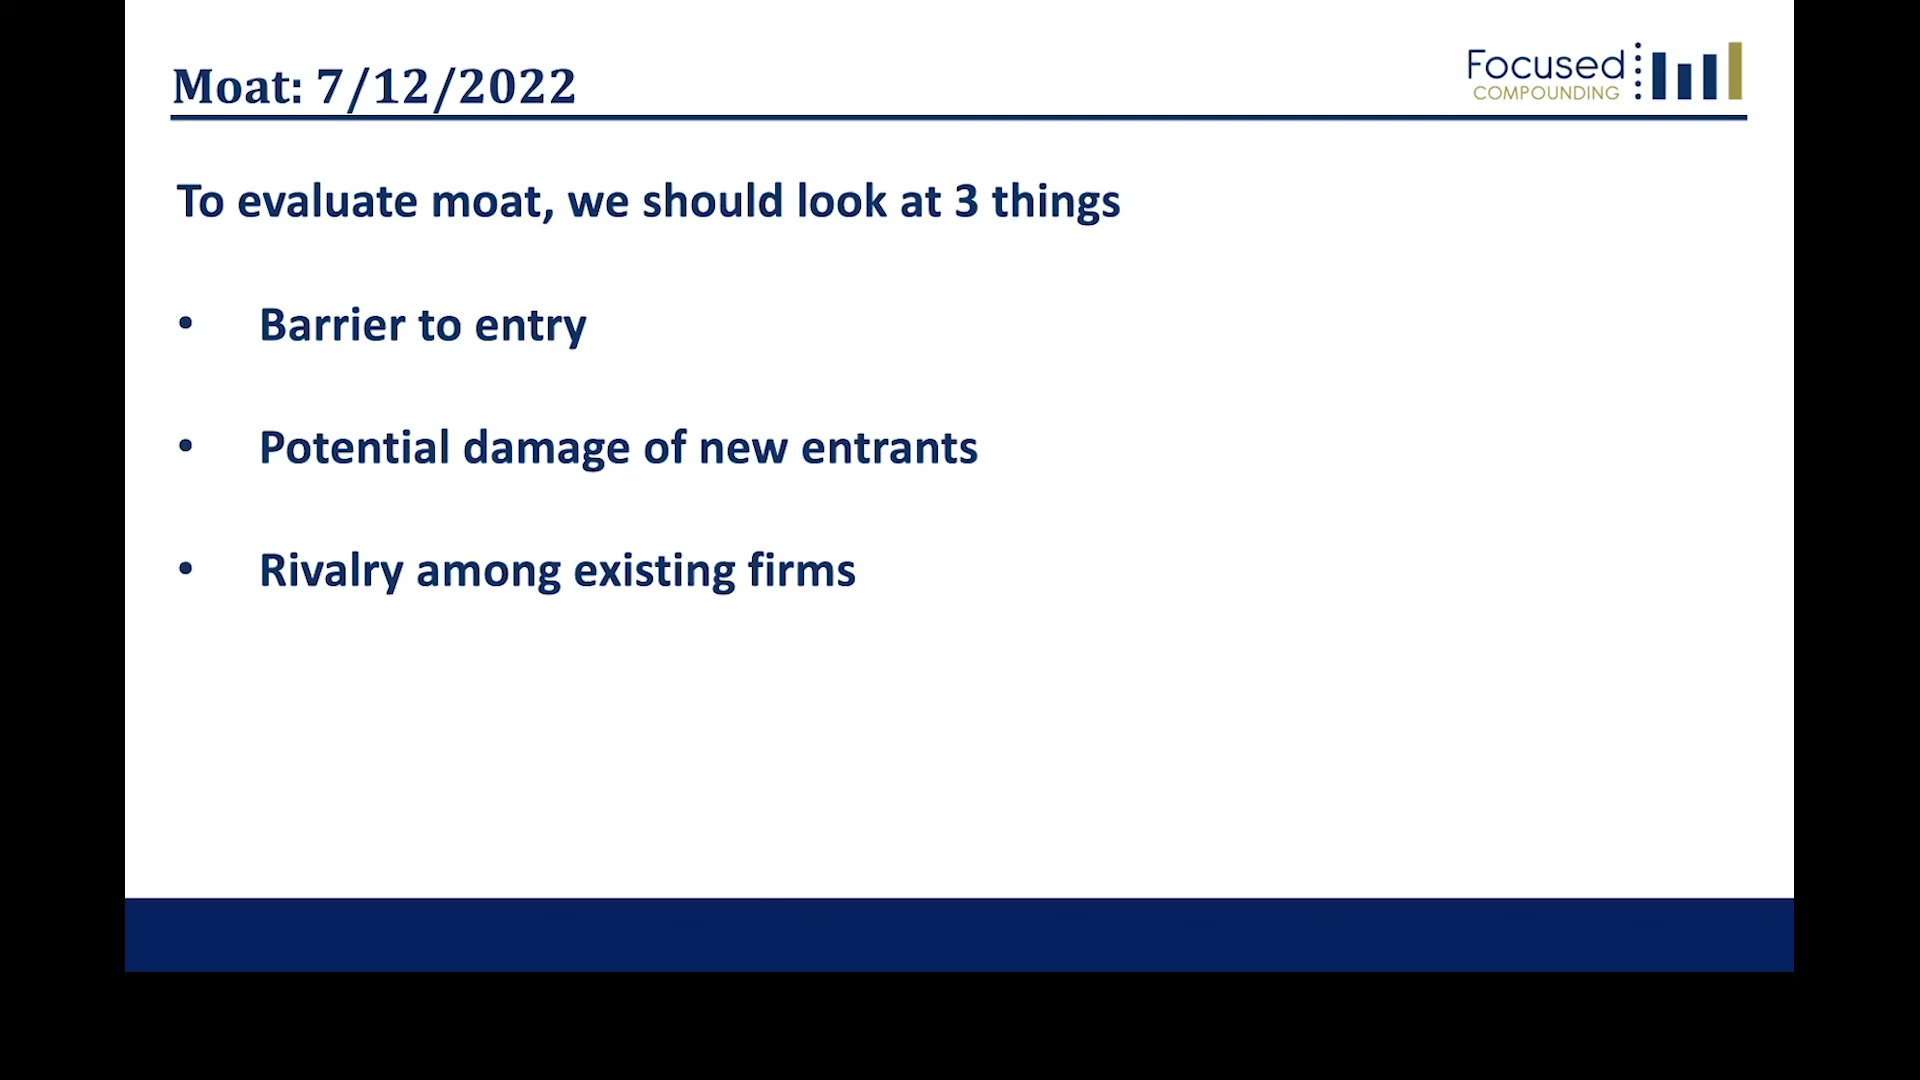 Moat: 7/12/2022
Focused
COMPOUNDING
To evaluate moat, we should look at 3 things
• Barrier to entry
• Potential damage of new entrants
• Rivalry among existing firms